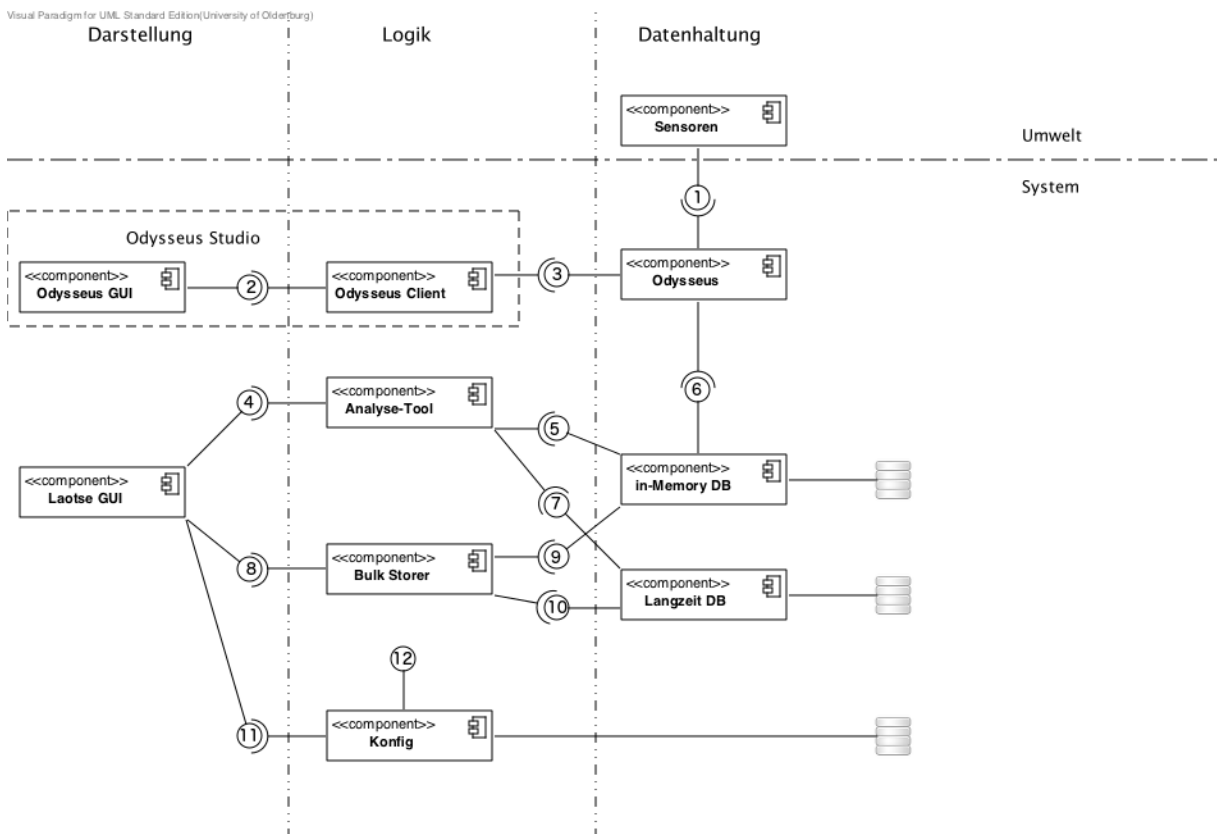 Visual Paradigm for UML Standard Edition(University of Oldenburg)
Darstellung
Logik
Datenhaltung
<<component>>
Sensoren
Umwelt
System
1
Odysseus Studio
<<component>>
Odysseus GUI
2
<<component>>
Odysseus Client
3
<<component>>
Odysseus
6
4
<<component>>
Analyse-Tool
5
<<component>>
Laotse GUI
<<component>>
in-Memory DB
7
8
<<component>>
Bulk Storer
9
10
<<component>>
Langzeit DB
12
11
<<component>>
Konfig